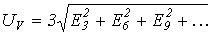 U_V = 3√(E_3^2 + E_6^2 + E_9^2 + ...)